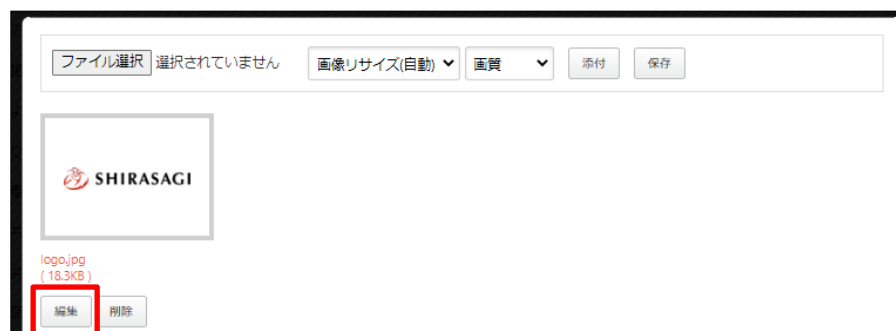 ファイル選択 選択されていません 画像リサイズ(自動) 画質 添付 保存
SHIRASAGI
logo.jpg
( 18.3KB )
編集 削除